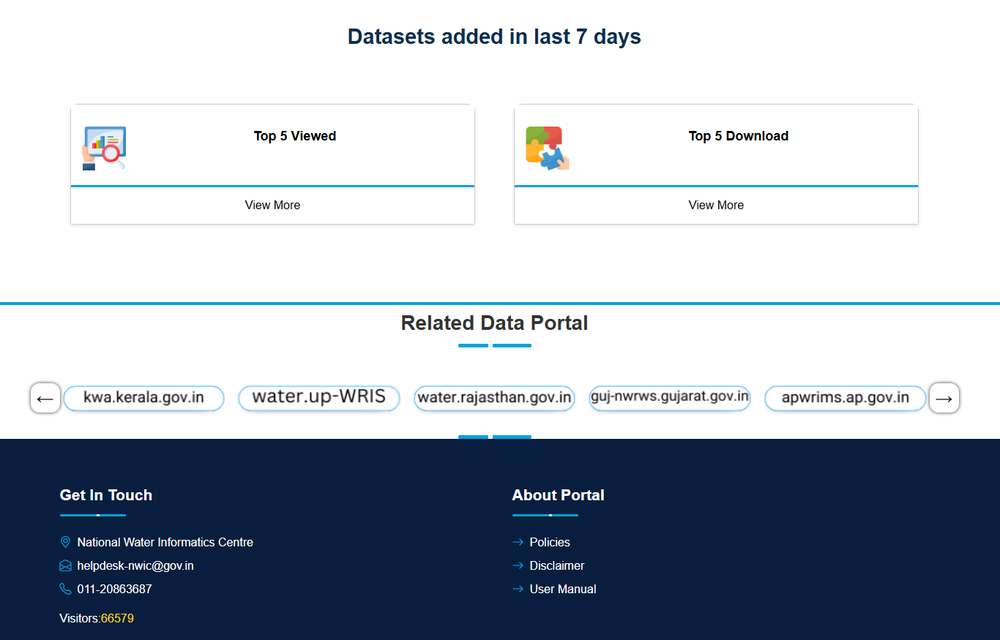 Datasets added in last 7 days
Top 5 Viewed
View More
Top 5 Download
View More
Related Data Portal
← kwa.kerala.gov.in water.up-WRIS water.rajasthan.gov.in guj-nwrws.gujarat.gov.in apwrims.ap.gov.in →
Get In Touch
National Water Informatics Centre
helpdesk-nwic@gov.in
011-20863687
Visitors:66579
About Portal
Policies
Disclaimer
User Manual